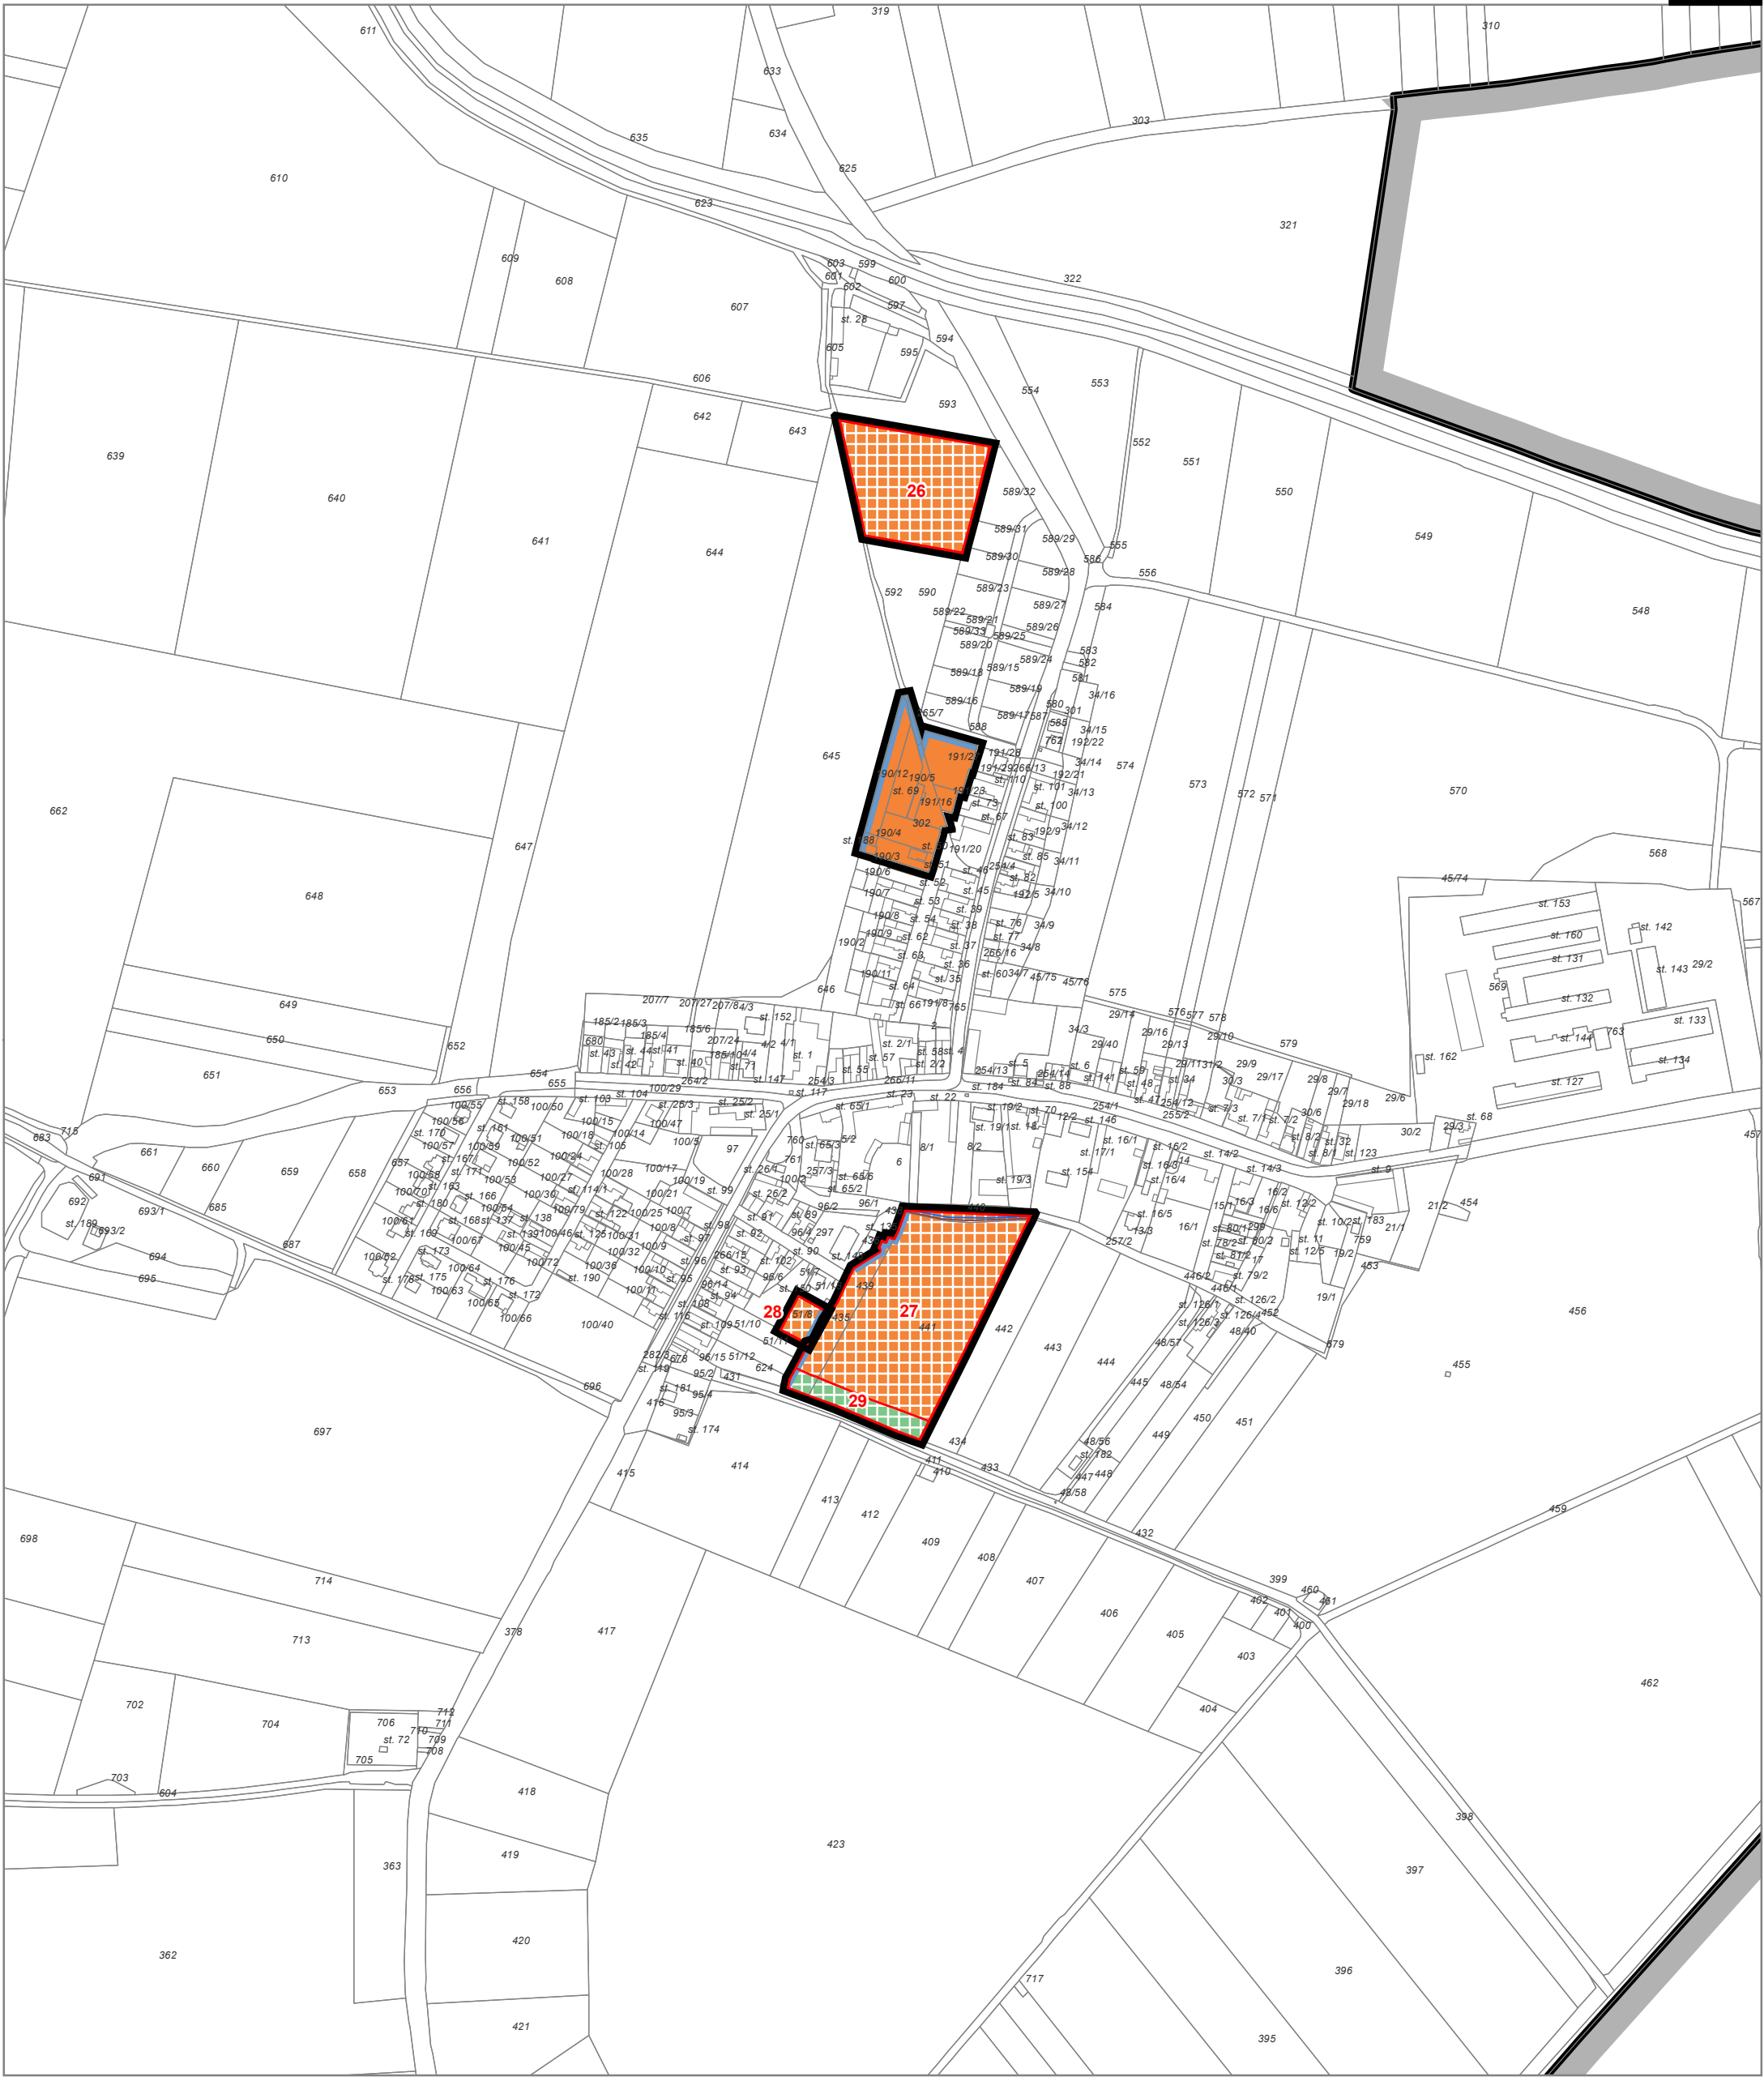 319
310
611
633
303
635
634
625
610
623
321
603
599
609
601
600
322
608
602
607
597
st. 28
594
605
595
606
553
554
593
642
643
552
639
551
640
26
589/32
550
589/31
549
641
589/29
644
555
589/30
586
589/28
556
592
590
589/23
589/27
584
589/22
548
589/21
589/26
589/33
589/25
589/20
583
589/24
582
589/18
589/15
581
589/19
34/16
589/16
580
301
589/17
587
585
588
34/15
762
192/22
645
191/28
34/14
574
192/21
190/5
573
st. 69
st. 101
34/13
572
571
570
662
191/16
st. 73
st. 100
302
st. 67
192/9
34/12
190/4
st. 83
647
191/20
st. 85
34/11
568
190/3
254/4
190/6
st. 46
st. 82
45/74
648
190/7
st. 52
st. 45
192/5
34/10
st. 53
567
st. 153
190/8
st. 54
st. 39
st. 76
34/9
st. 142
190/9
st. 62
st. 38
st. 77
st. 160
190/2
st. 37
34/8
st. 63
266/16
st. 131
st. 36
st. 143
29/2
190/11
st. 60
34/7
45/75
st. 35
45/76
569
st. 64
646
575
st. 132
649
207/7
207/27
207/8
4/3
st. 66
191/8
765
29/14
576
577
578
st. 152
185/2
185/3
34/3
29/16
st. 133
650
185/4
185/6
2
29/10
763
680
207/24
4/2
4/1
st. 2/1
29/40
29/13
579
st. 144
652
st. 43
st. 44
st. 41
4/4
st. 1
st. 57
st. 58
st. 4
st. 162
st. 42
st. 40
st. 71
st. 2/2
st. 5
st. 6
29/9
st. 134
651
654
st. 55
254/13
254/14
st. 59
30/3
29/17
29/8
st. 127
653
656
655
264/2
st. 147
254/3
266/11
st. 184
st. 84
st. 88
st. 141
st. 48
st. 34
29/7
100/29
st. 117
st. 23
st. 22
st. 47
254/12
29/18
29/6
st. 158
100/50
st. 103
st. 104
st. 25/3
st. 25/2
st. 65/1
st. 19/2
st. 70
12/2
254/1
255/2
st. 7/3
30/6
st. 68
100/55
100/56
100/15
100/47
st. 25/1
st. 146
st. 7/1
st. 7/2
29/3
715
683
st. 170
st. 161
100/51
100/18
100/14
100/5
760
5/2
st. 19/1
st. 18
16/1
st. 8/2
st. 32
30/2
457
661
100/57
100/59
100/24
st. 105
97
st. 65/3
8/1
8/2
st. 17/1
st. 16/2
14
st. 14/2
st. 8/1
st. 123
660
659
658
657
st. 167
100/52
100/28
100/17
761
6
st. 16/3
st. 14/3
st. 9
691
100/58
st. 171
100/53
100/27
100/19
st. 26/1
257/3
st. 65/6
st. 154
st. 16/4
692
693/1
685
100/70
st. 163
st. 166
100/30
st. 114/1
100/21
st. 99
st. 26/2
100/2
st. 65/2
st. 19/3
15/1
16/3
16/2
st. 12/2
21/2
454
st. 180
100/54
100/79
st. 122
100/25
100/7
96/2
96/1
st. 16/5
16/6
st. 189
693/2
100/61
st. 168
st. 137
st. 138
100/8
st. 98
st. 91
st. 89
13/3
16/1
st. 80/1
299
st. 10/2
st. 183
21/1
687
st. 169
100/67
st. 139
100/46
st. 125
100/31
st. 97
st. 92
96/4
297
257/2
st. 78/2
st. 80/2
st. 11
759
694
100/62
st. 173
100/45
100/32
100/9
266/15
st. 90
st. 81/2
17
st. 12/5
19/2
695
100/64
100/72
100/36
100/10
st. 96
st. 93
st. 102
446/2
st. 79/2
453
st. 178
st. 175
st. 176
st. 190
st. 95
96/14
96/6
439
446/1
19/1
100/63
100/65
st. 172
100/11
st. 94
st. 126/1
st. 126/2
100/66
st. 108
28
51/8
27
st. 126/4
452
456
100/40
st. 116
st. 109
51/10
435
441
442
st. 126/3
48/40
48/57
679
282/3
678
96/15
51/12
624
443
444
455
st. 119
95/2
431
445
48/54
696
st. 181
95/4
29
416
95/3
450
451
697
st. 174
434
48/56
449
415
414
411
410
433
st. 182
447
448
413
48/58
698
412
459
409
432
408
714
407
399
460
406
402
461
401
713
378
417
405
400
403
702
704
706
712
711
710
404
462
st. 72
709
705
708
703
604
418
398
423
419
363
397
362
420
396
717
421
395